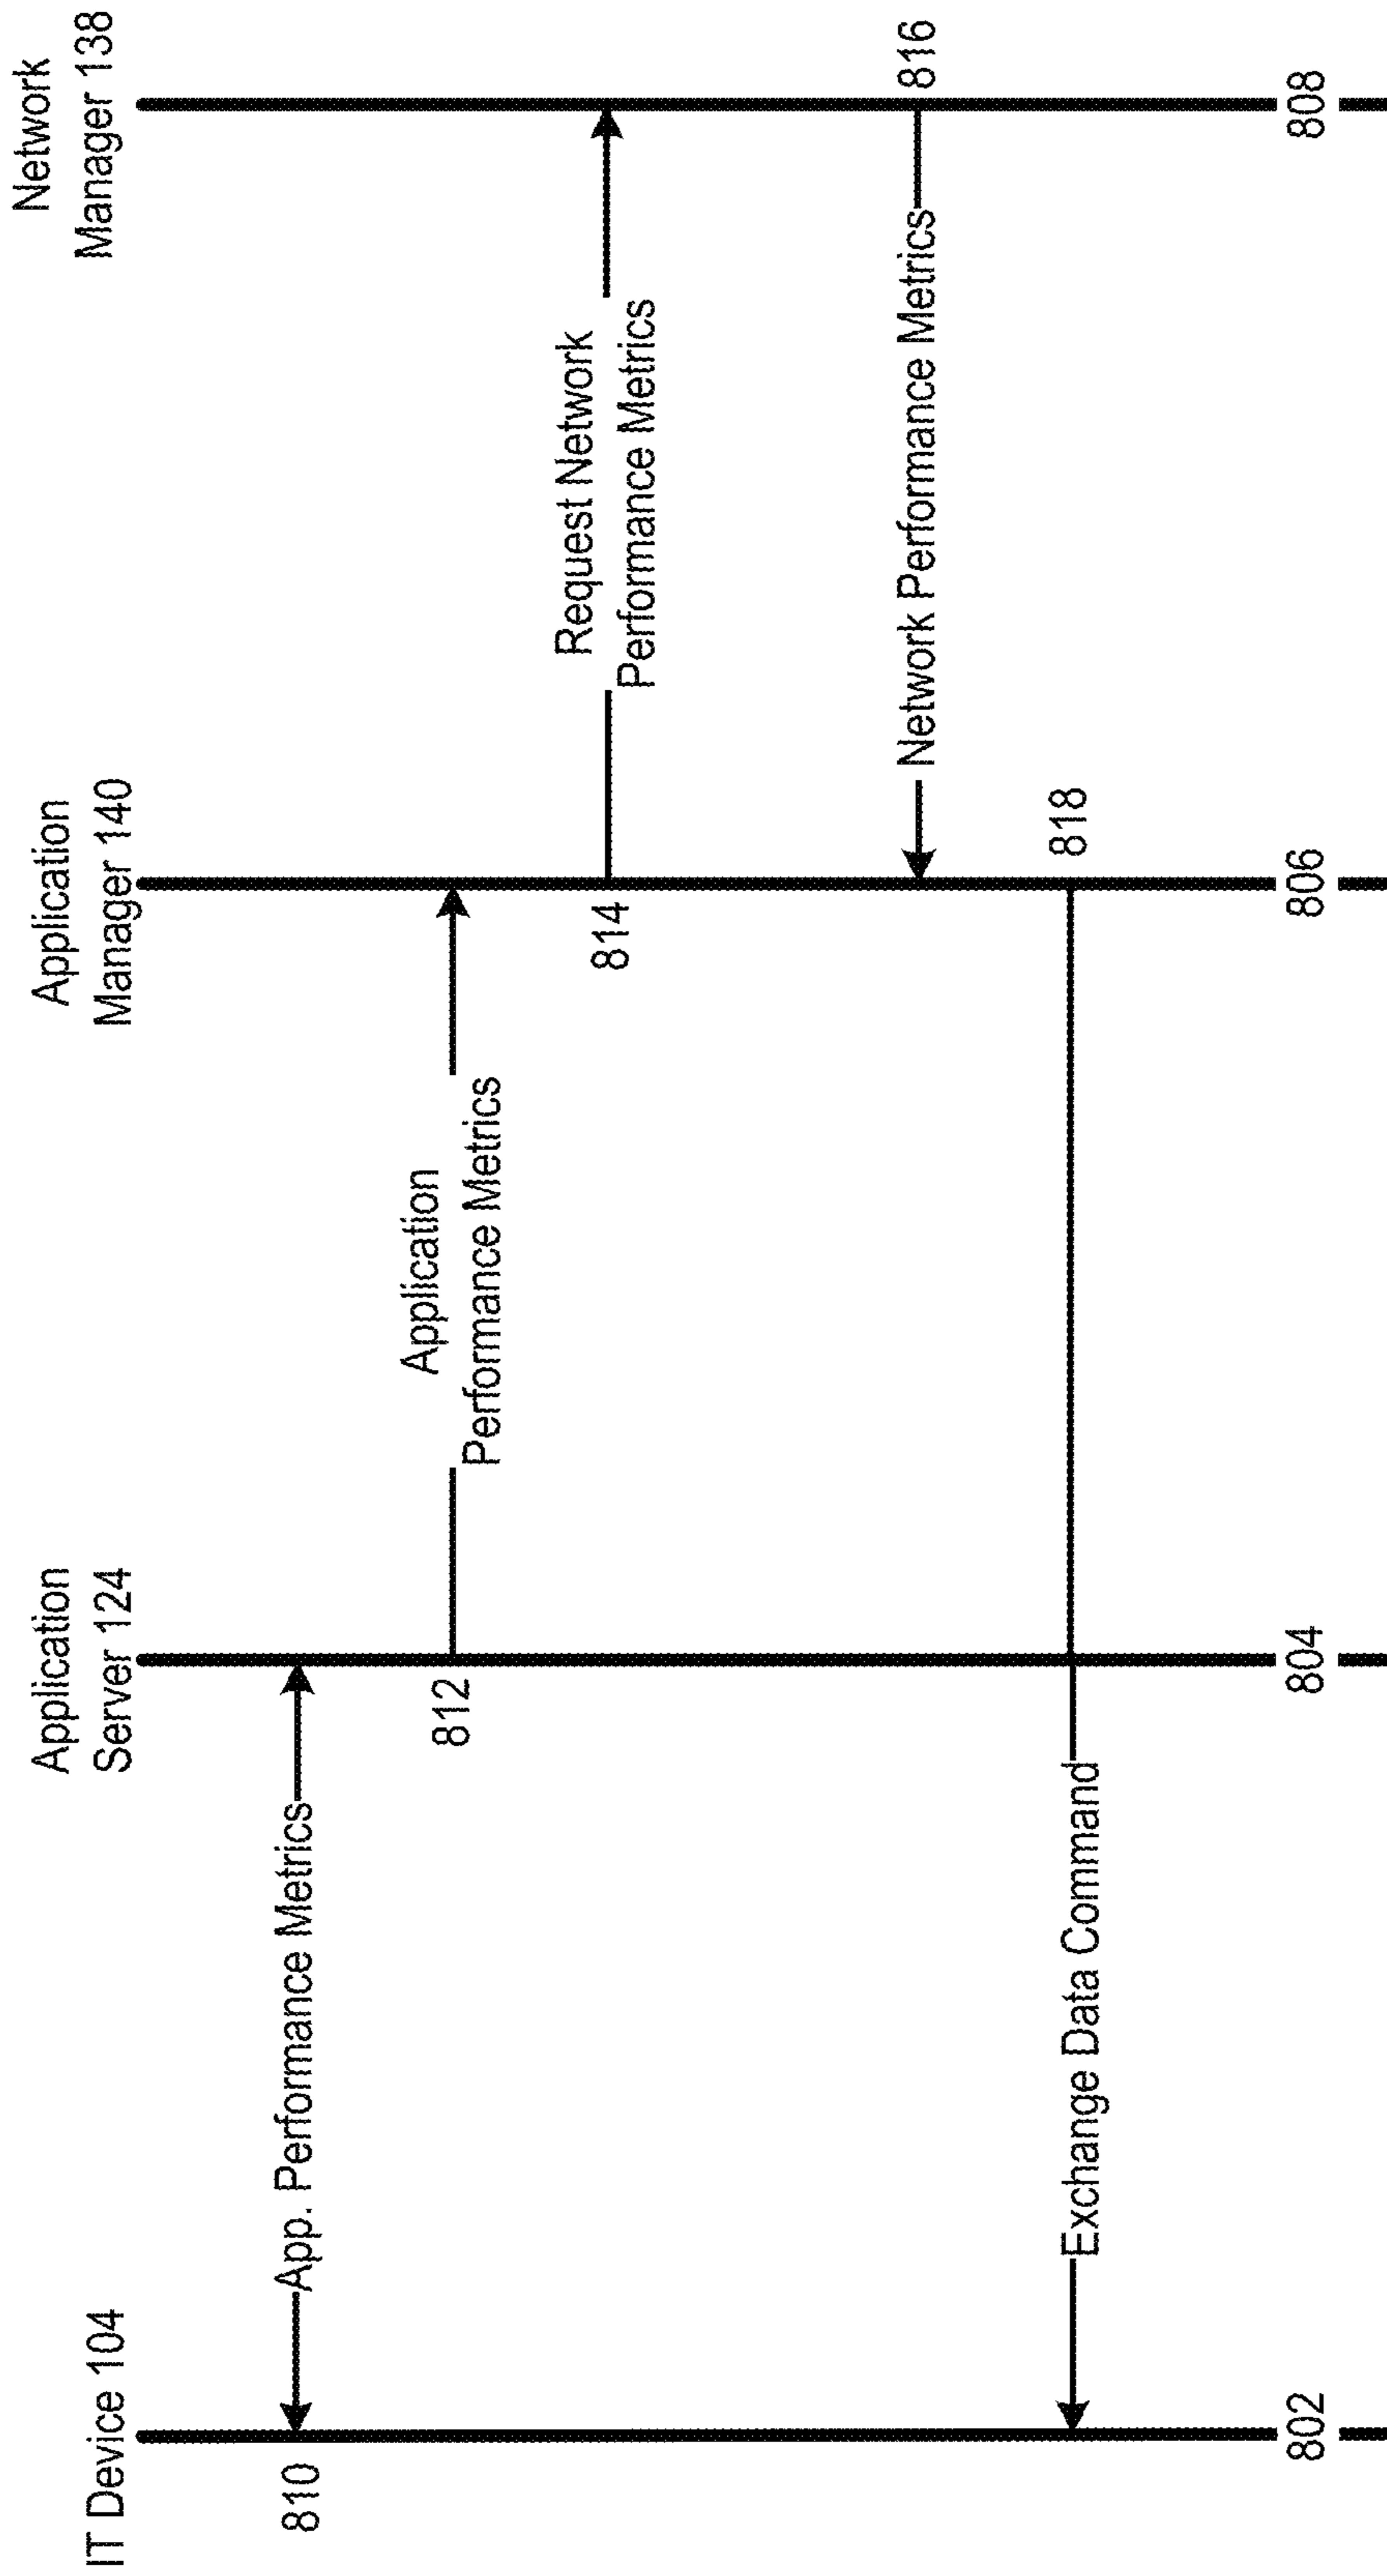 IT Device 104
Application
Server 124
Application
Manager 140
Network
Manager 138
810
App. Performance Metrics
812
Application
Performance Metrics
814
Request Network
Performance Metrics
816
Network Performance Metrics
818
Exchange Data Command
802
804
806
808